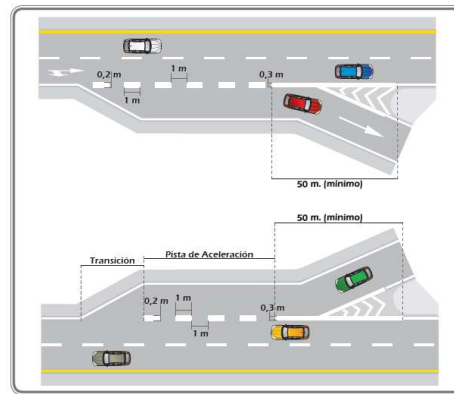 1 m
0,2 m
0,3 m
1 m
50 m. (mínimo)
50 m. (mínimo)
Transición
Pista de Aceleración
0,2 m
1 m
0,3 m
1 m